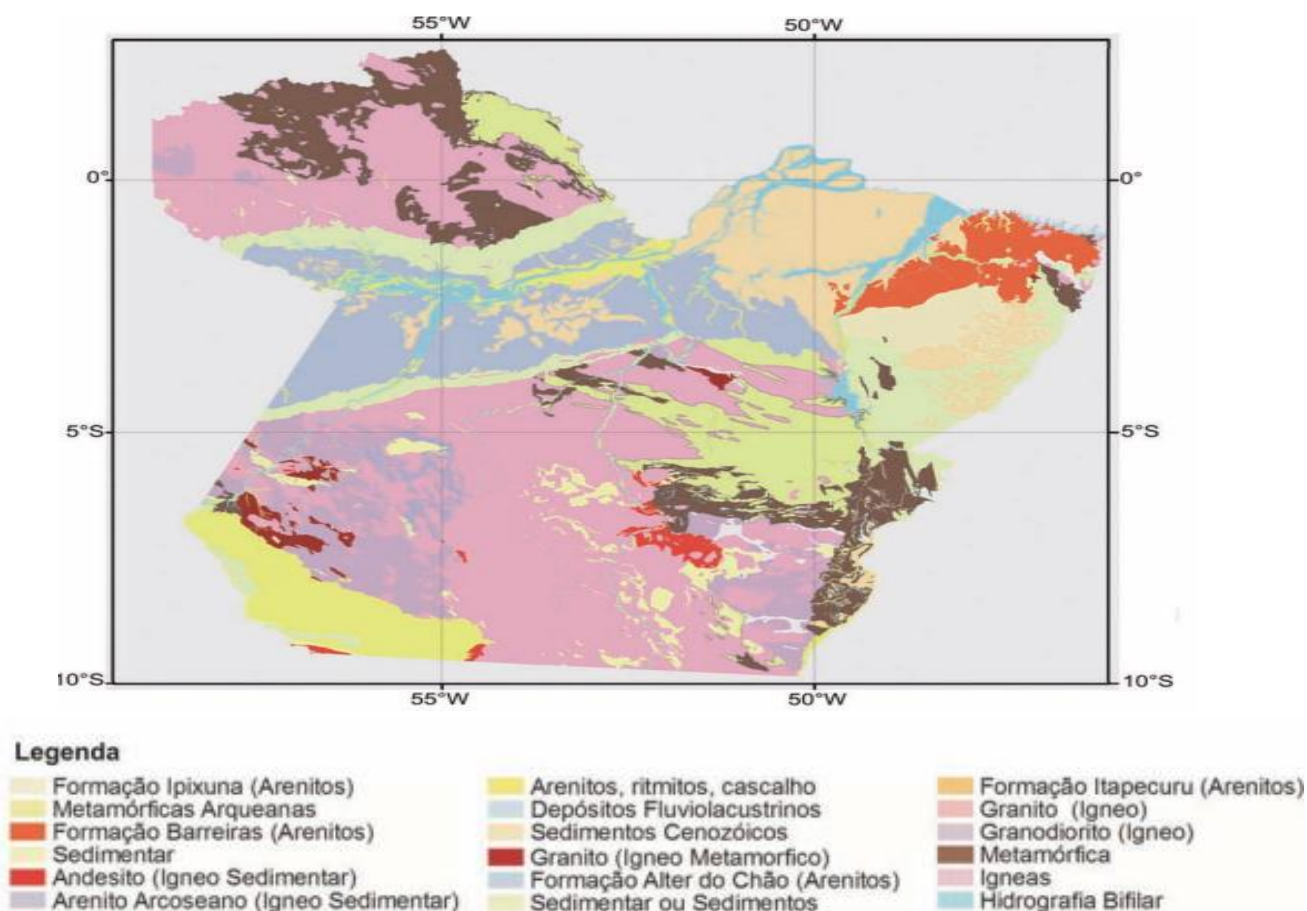 55°W 50°W
0° 0°
5°S 5°S
10°S 10°S
55°W 50°W
Legenda
Formação Ipixuna (Arenitos)
Metamórficas Arqueanas
Formação Barreiras (Arenitos)
Sedimentar
Andesito (Igneo Sedimentar)
Arenito Arcoseano (Igneo Sedimentar)
Arenitos, ritmitos, cascalho
Depósitos Fluviolacustrinos
Sedimentos Cenozóicos
Granito (Igneo Metamorfico)
Formação Alter do Chão (Arenitos)
Sedimentar ou Sedimentos
Formação Itapecuru (Arenitos)
Granito (Igneo)
Granodiorito (Igneo)
Metamórfica
Igneas
Hidrografia Bifilar